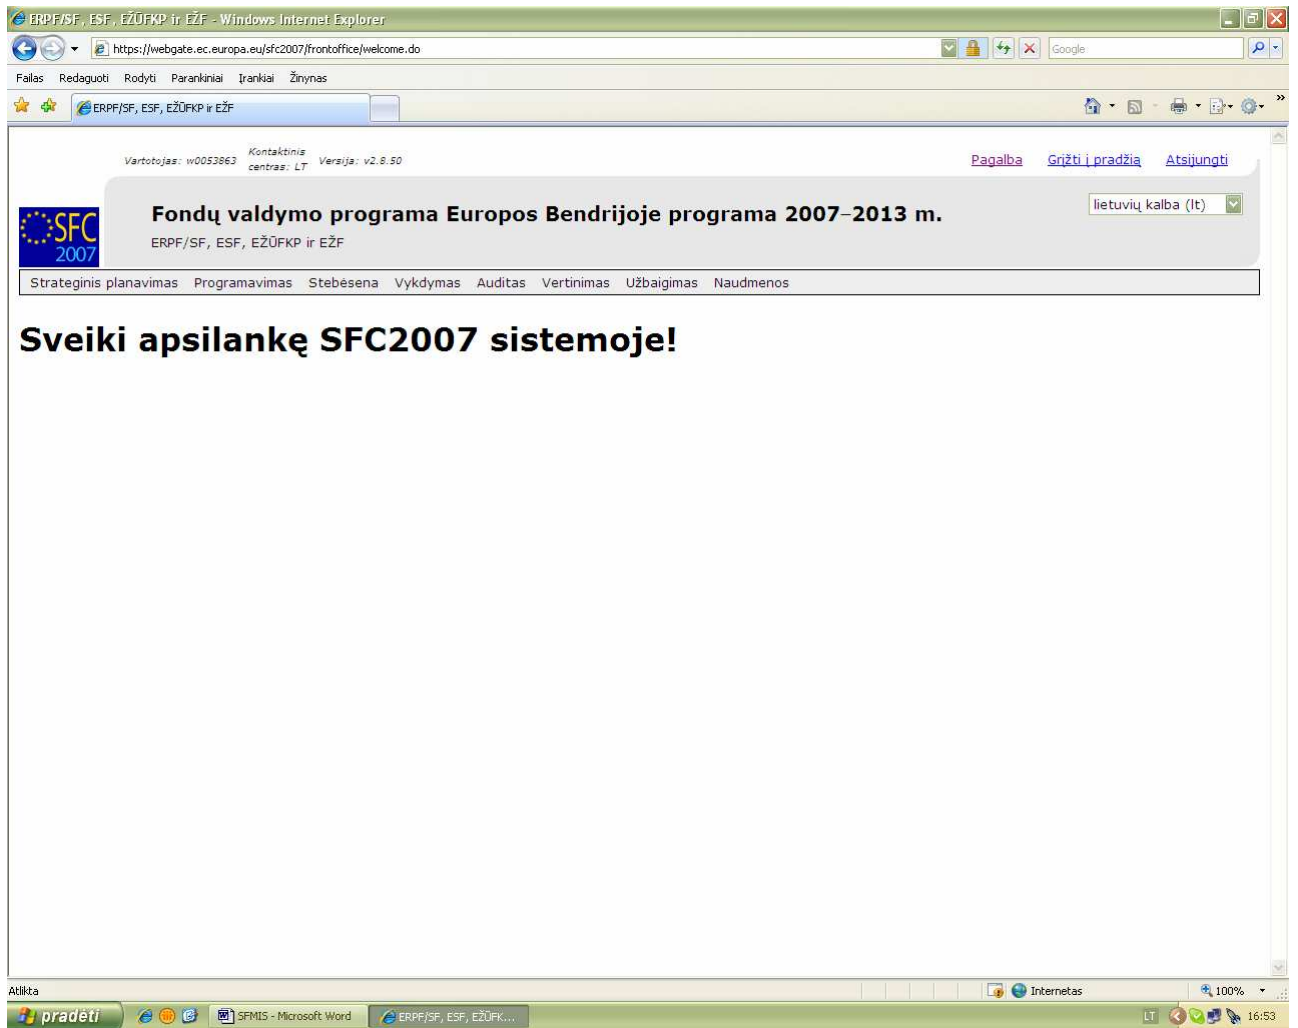 ERPF/SF, ESF, EŽŪFKP ir EŽF - Windows Internet Explorer
https://webgate.ec.europa.eu/sfc2007/frontoffice/welcome.do
Google
Failas Redaguoti Rodyti Parankiniai Įrankiai Žinynas
ERPF/SF, ESF, EŽŪFKP ir EŽF
Vartotojas: w0053863 Kontaktinis centras: LT Versija: v2.8.50
Pagalba Grįžti į pradžią Atsijungti
SFC 2007
Fondų valdymo programa Europos Bendrijoje programa 2007–2013 m.
lietuvių kalba (lt)
ERPF/SF, ESF, EŽŪFKP ir EŽF
Strateginis planavimas Programavimas Stebėsena Vykdymas Auditas Vertinimas Užbaigimas Naudmenos
Sveiki apsilankę SFC2007 sistemoje!
Atlikta
Internetas
100%
pradėti
SFMIS - Microsoft Word
ERPF/SF, ESF, EŽŪFK...
LT
16:53